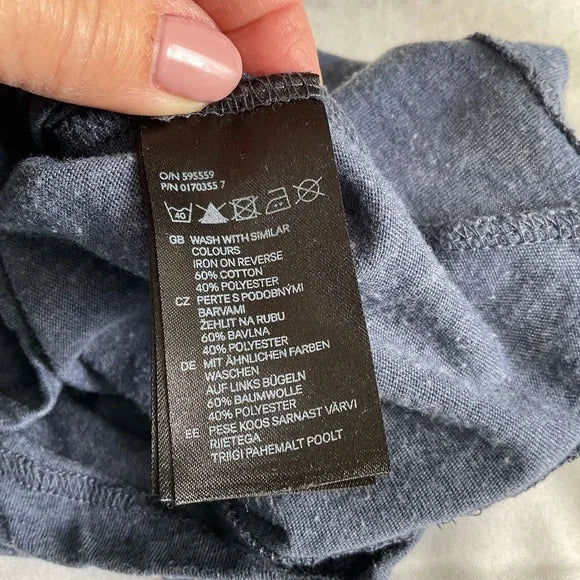 O/N 595559
P/N 0170355 7
40
GB WASH WITH SIMILAR
COLOURS
IRON ON REVERSE
60% COTTON
40% POLYESTER
CZ PERTE S PODOBNÝMI
BARVAMI
ŽEHLIT NA RUBU
60% BAVLNA
40% POLYESTER
DE MIT ÄHNLICHEN FARBEN
WASCHEN
AUF LINKS BÜGELN
60% BAUMWOLLE
40% POLYESTER
EE PESE KOOS SARNAST VÄRVI
RIIETEGA
TRIIGI PAHEMALT POOLT